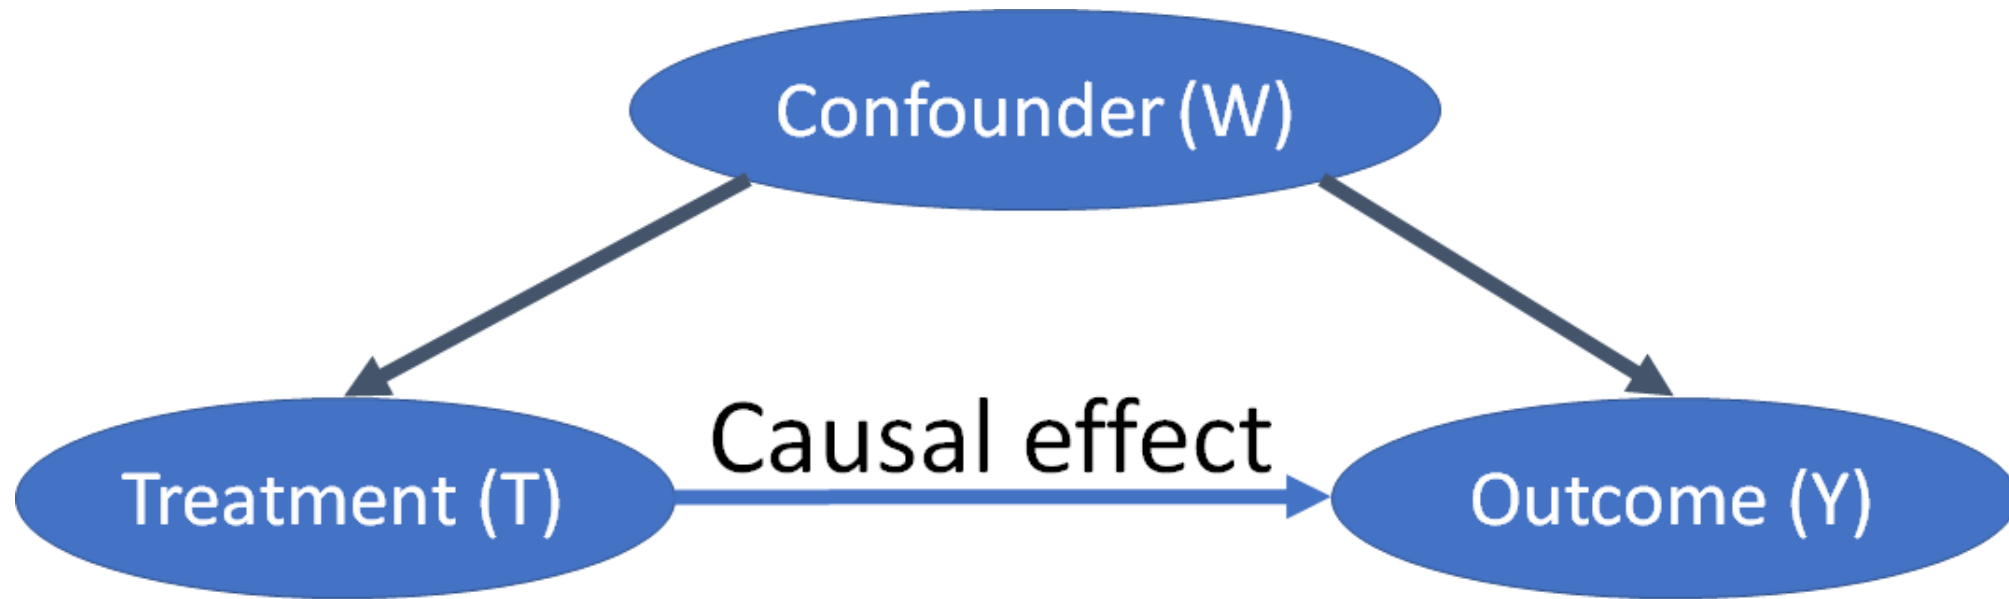 Confounder (W)
Causal effect
Treatment (T)
Outcome (Y)